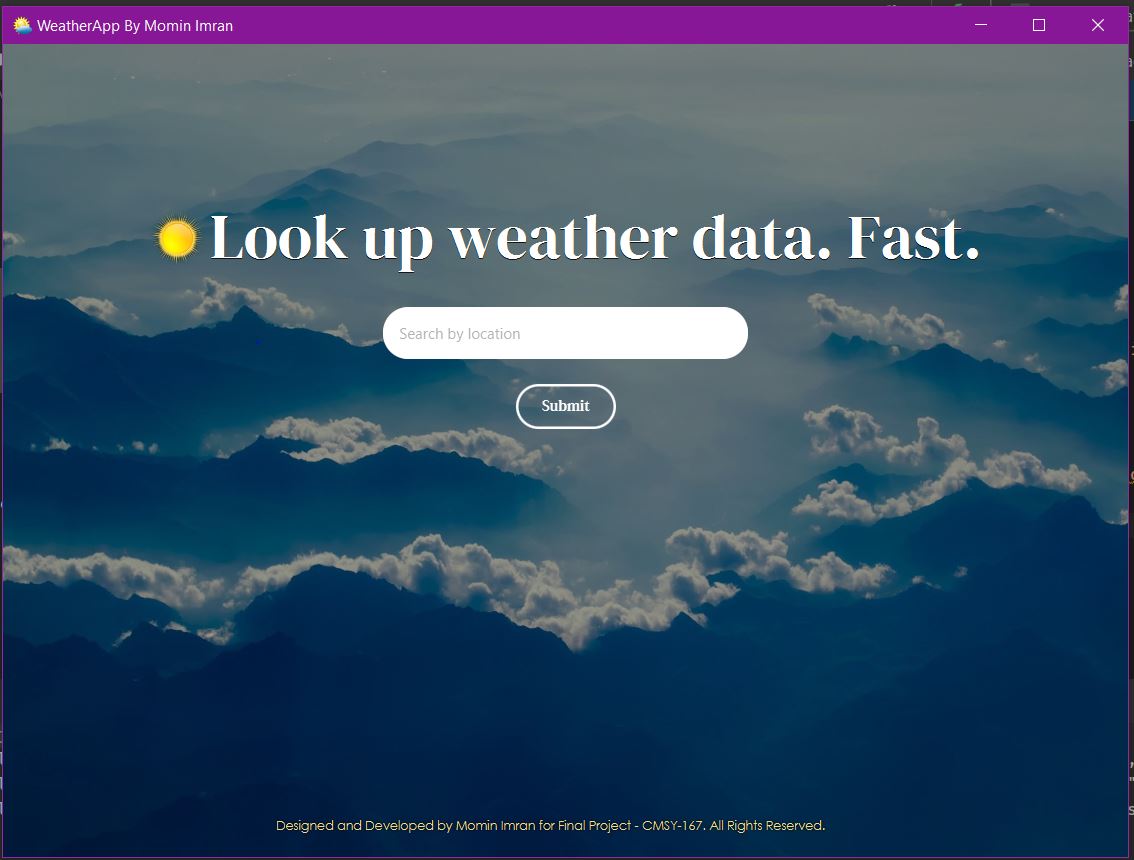 WeatherApp By Momin Imran
Look up weather data. Fast.
Search by location
Submit
Designed and Developed by Momin Imran for Final Project - CMSY-167. All Rights Reserved.